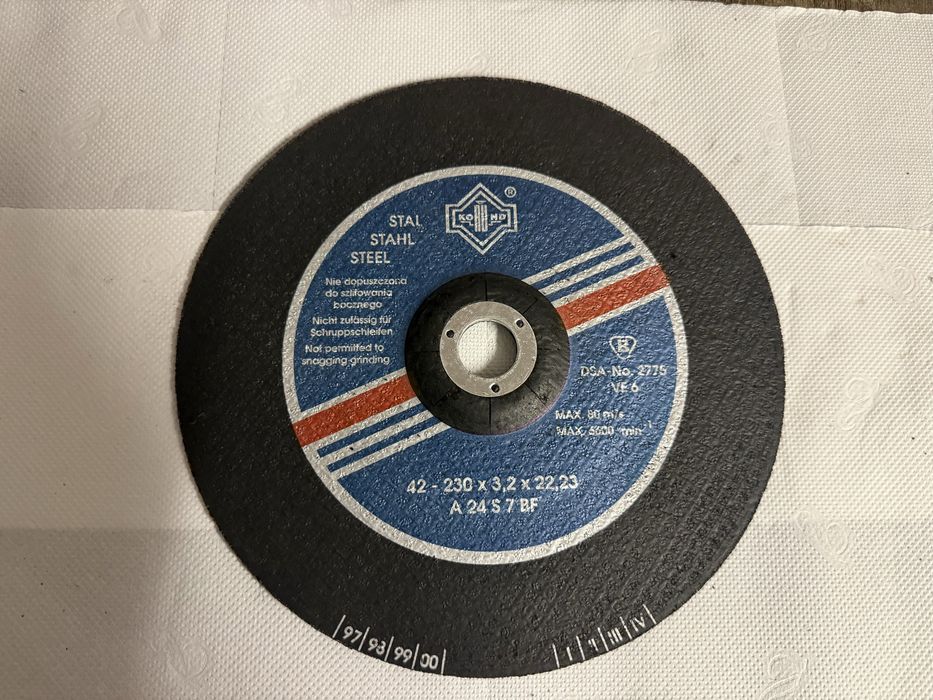 KO MO
®
STAL
STAHL
STEEL
Nie dopuszczona
do szlifowania
bocznego
Nicht zulässig für
Schruppschleifen
Not permitted to
snagging grinding
DSA-No. 2775
VE 6
MAX. 80 m/s
MAX. 6600 min⁻¹
42 - 230 x 3,2 x 22,23
A 24 S 7 BF
97 98 99 00
I II III IV